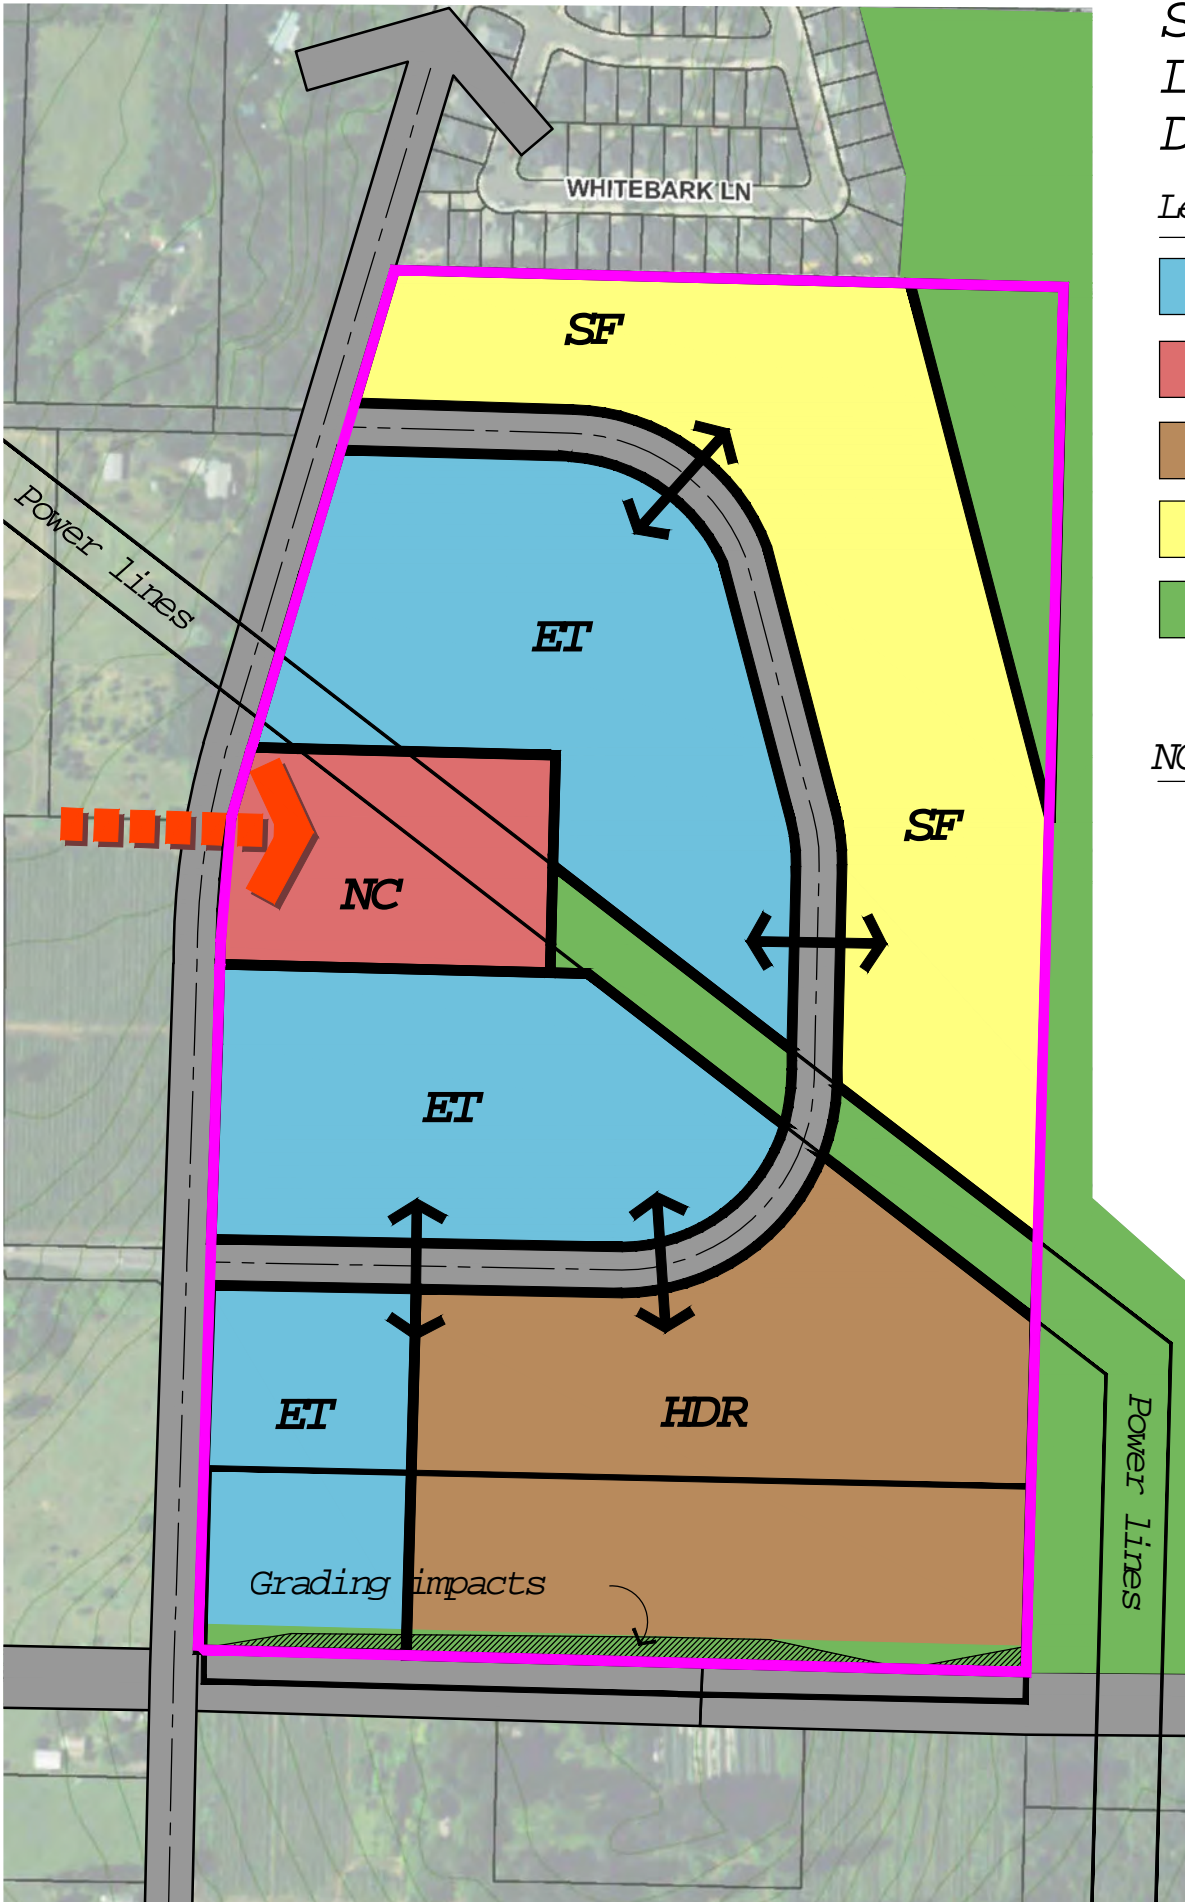 WHITEBARK LN
SF
Power lines
ET
SF
NC
ET
ET
HDR
Power lines
Grading impacts